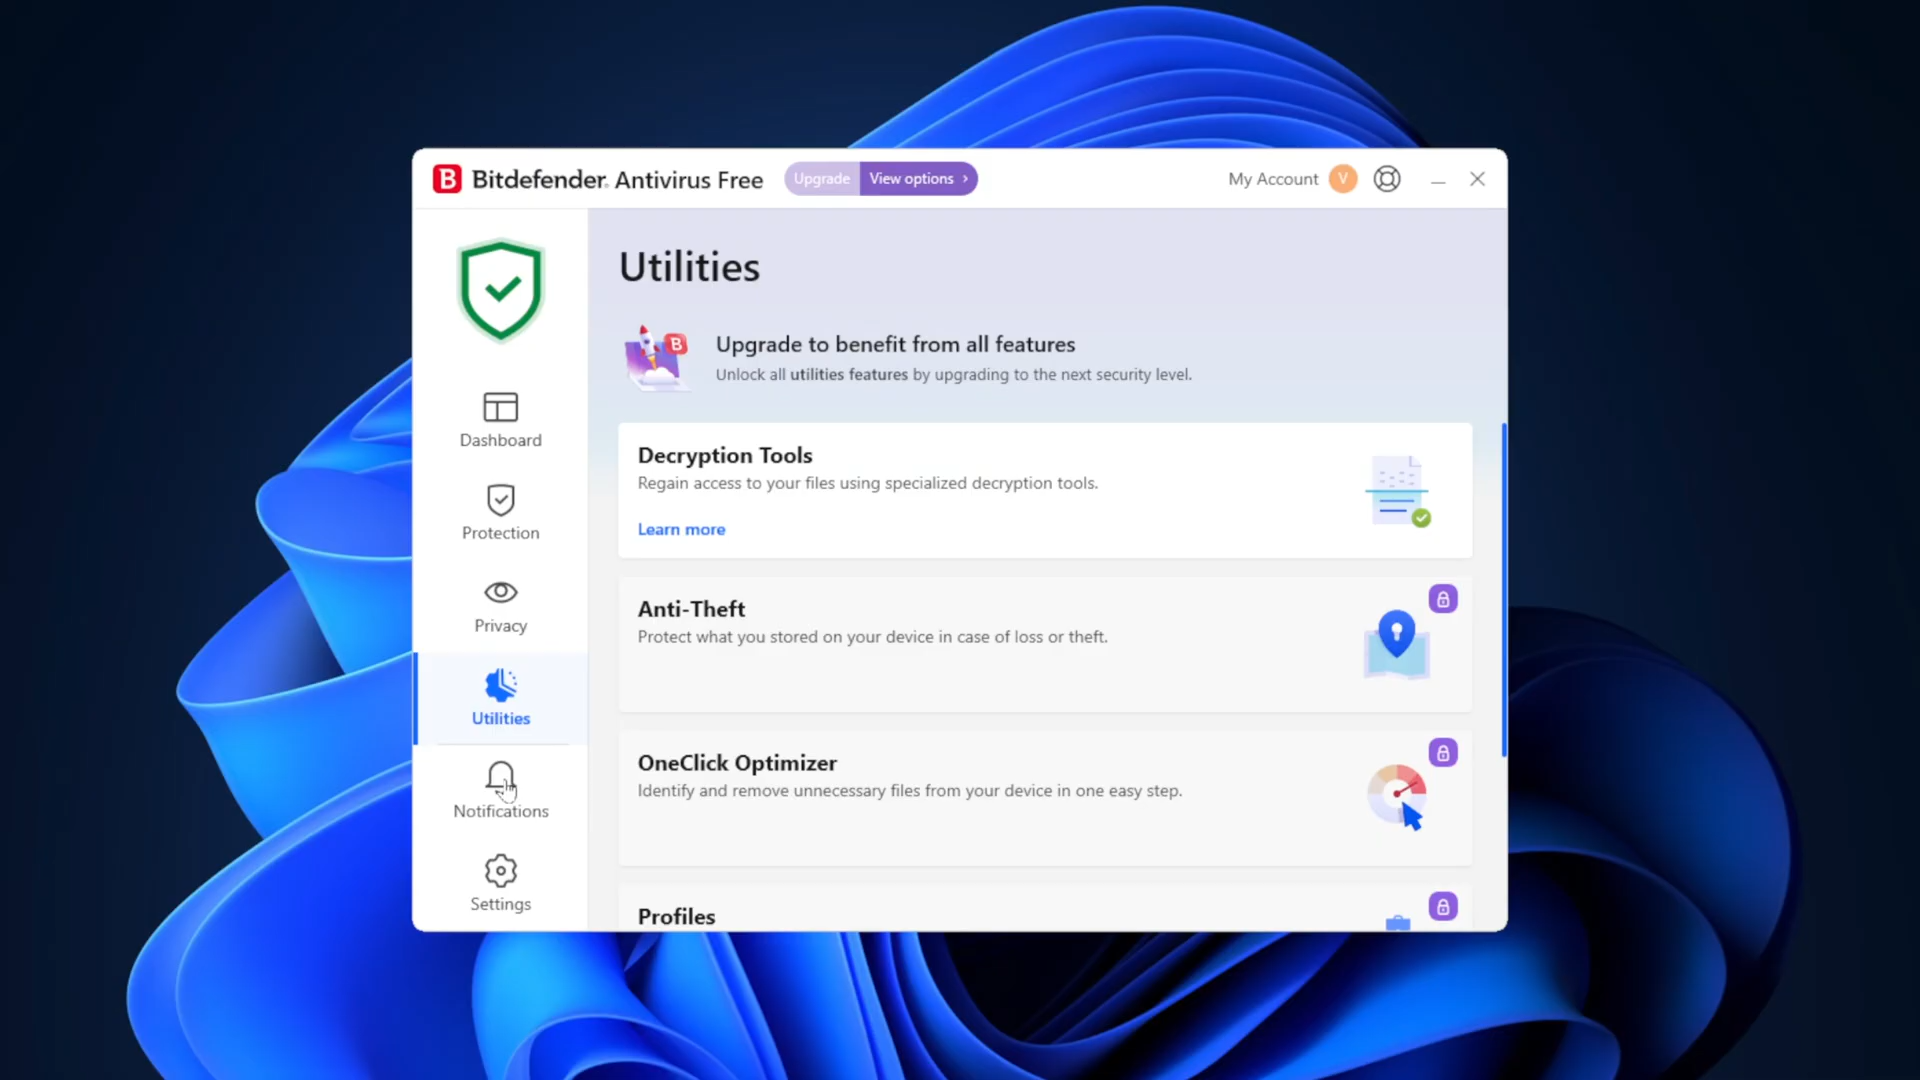 B Bitdefender. Antivirus Free Upgrade View options My Account V
Utilities
Upgrade to benefit from all features
B
Unlock all utilities features by upgrading to the next security level.
Dashboard
Protection
Privacy
Utilities
Notifications
Settings
Decryption Tools
Regain access to your files using specialized decryption tools.
Learn more
Anti-Theft
Protect what you stored on your device in case of loss or theft.
OneClick Optimizer
Identify and remove unnecessary files from your device in one easy step.
Profiles